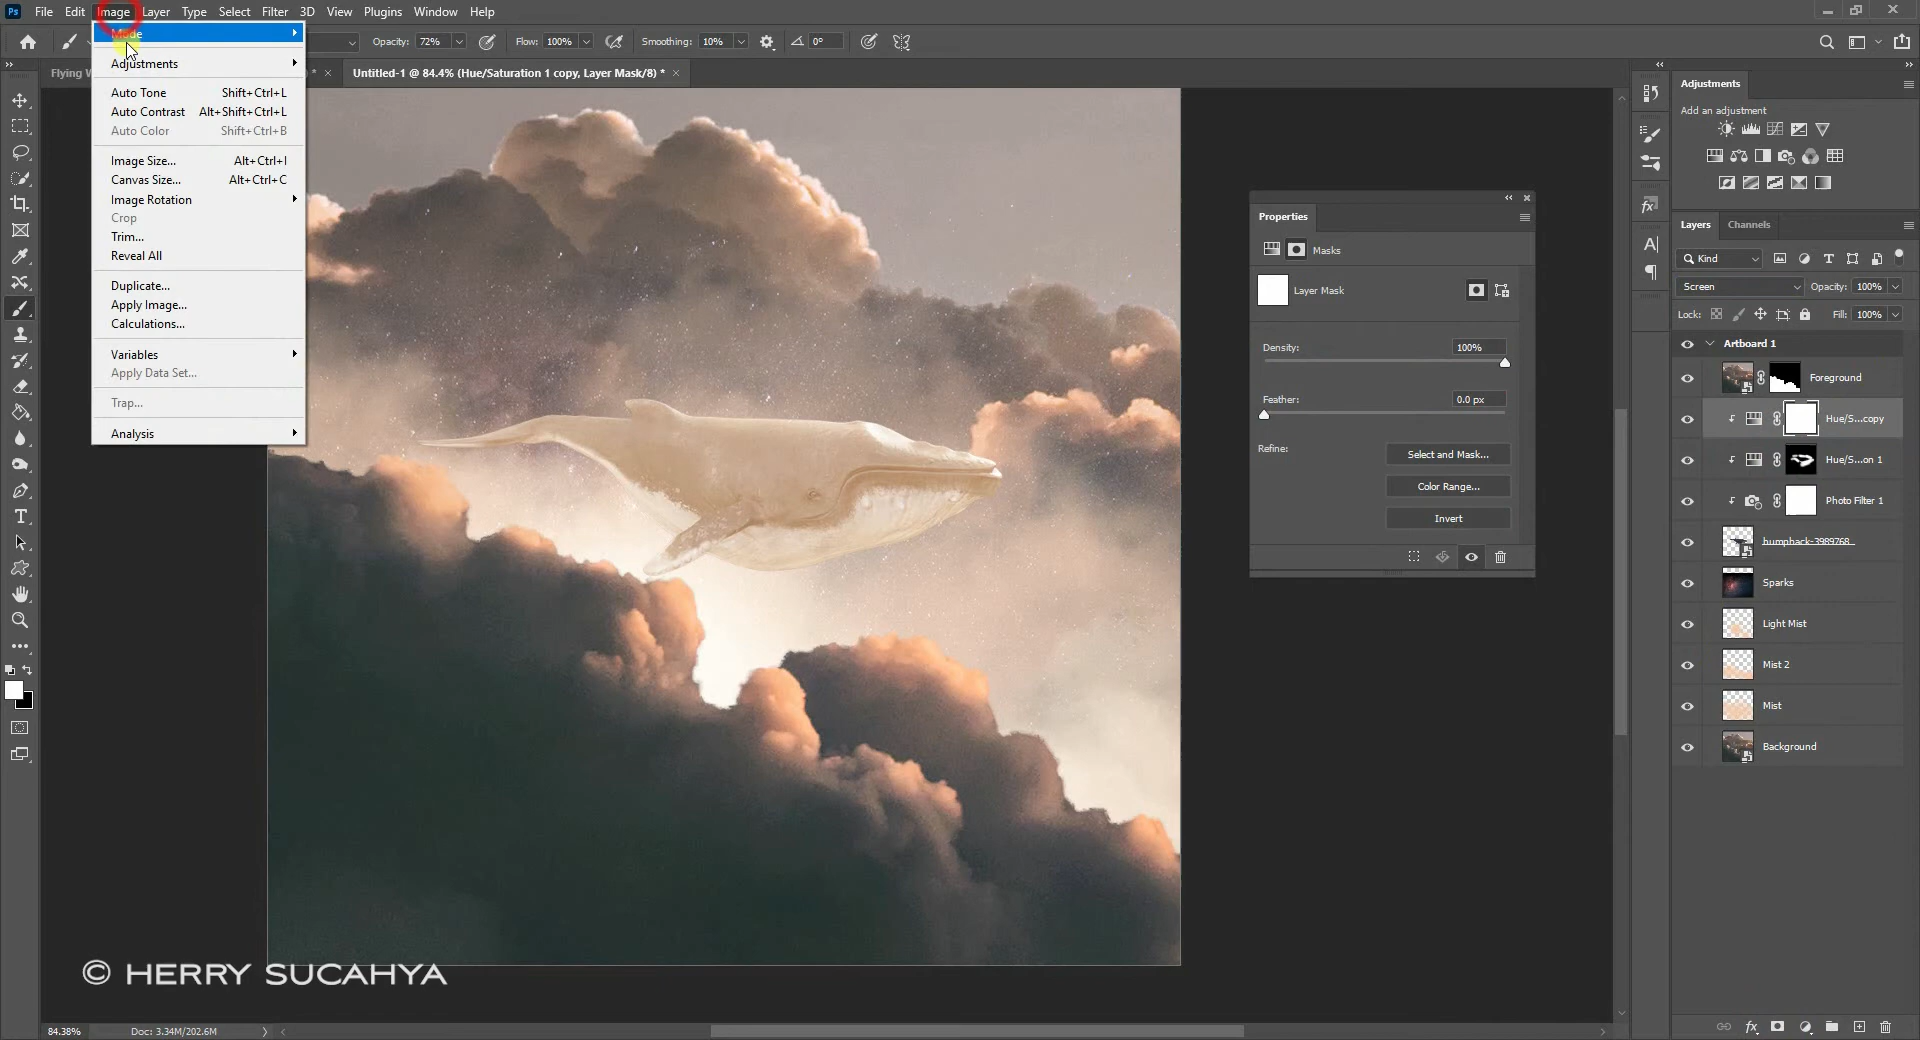 Ps File Edit Image Layer Type Select Filter 3D View Plugins Window Help
Opacity: 72% Flow: 100% Smoothing: 10% 0°
Flying W * × Untitled-1 @ 84.4% (Hue/Saturation 1 copy, Layer Mask/8) * ×
Mode
Adjustments
Auto Tone Shift+Ctrl+L
Auto Contrast Alt+Shift+Ctrl+L
Auto Color Shift+Ctrl+B
Image Size... Alt+Ctrl+I
Canvas Size... Alt+Ctrl+C
Image Rotation
Crop
Trim...
Reveal All
Duplicate...
Apply Image...
Calculations...
Variables
Apply Data Set...
Trap...
Analysis
Properties
Masks
Layer Mask
Density: 100%
Feather: 0.0 px
Refine: Select and Mask...
Color Range...
Invert
Adjustments
Add an adjustment
Layers Channels
Kind
Screen Opacity: 100%
Lock: Fill: 100%
Artboard 1
Foreground
Hue/S...copy
Hue/S...on 1
Photo Filter 1
humpback-3989768
Sparks
Light Mist
Mist 2
Mist
Background
© HERRY SUCAHYA
84.38% Doc: 3.34M/202.6M